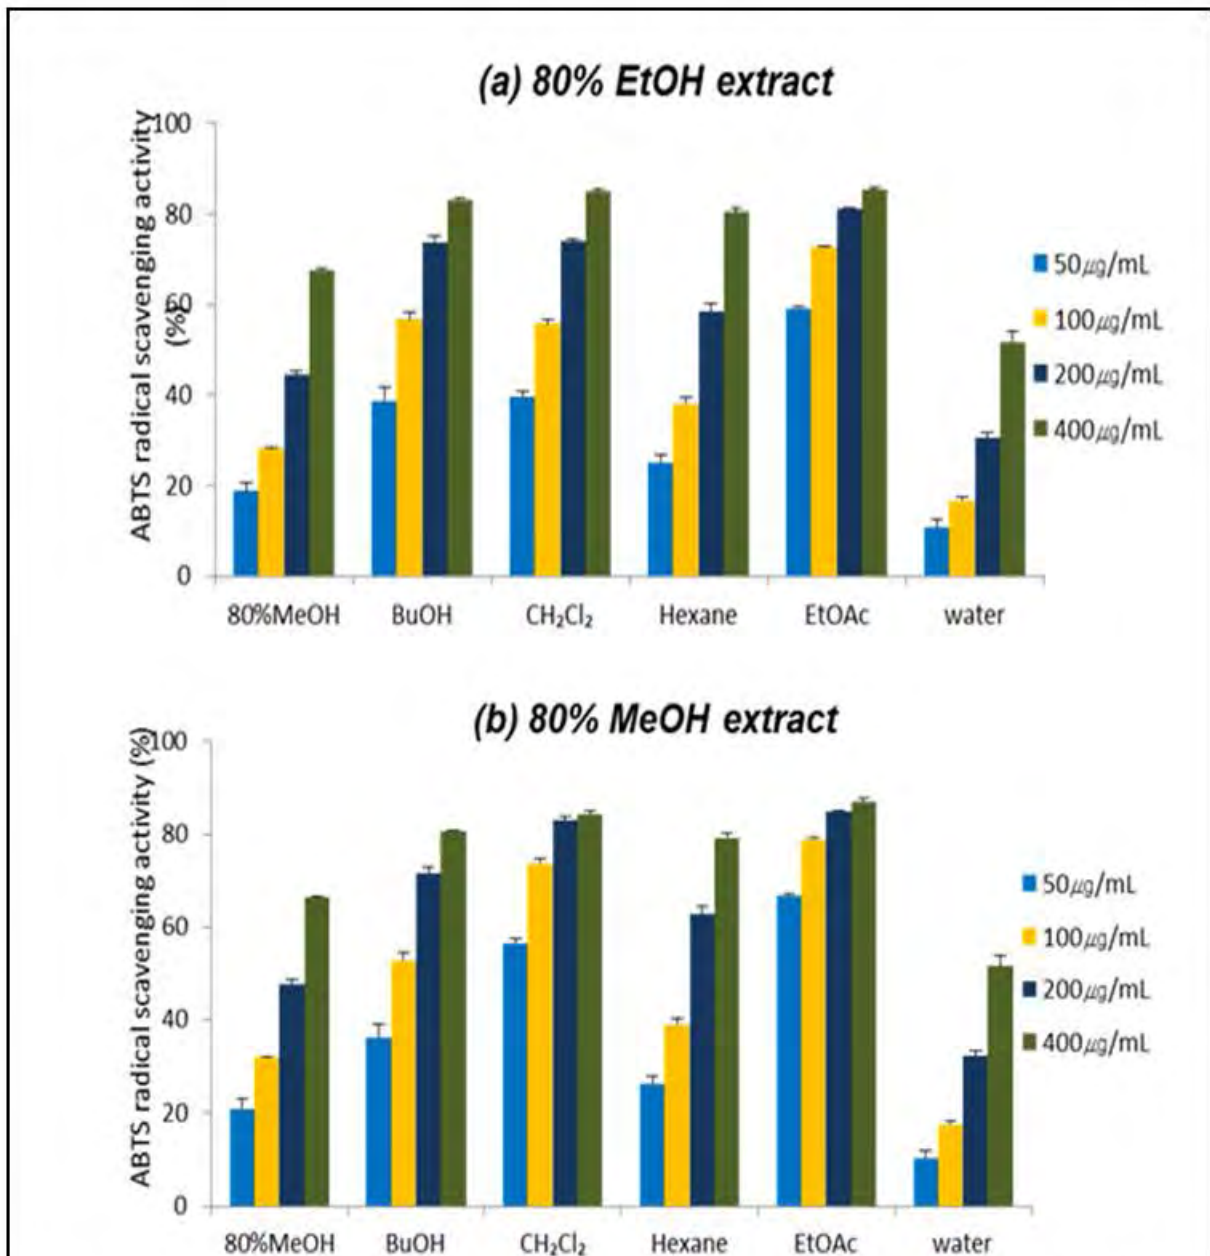 (a) 80% EtOH extract
ABTS radical scavenging activity
(%)
100
80
60
40
20
0
80%MeOH BuOH CH₂Cl₂ Hexane EtOAc water
50㎍/mL
100㎍/mL
200㎍/mL
400㎍/mL
(b) 80% MeOH extract
ABTS radical scavenging activity (%)
100
80
60
40
20
0
80%MeOH BuOH CH₂Cl₂ Hexane EtOAc water
50㎍/mL
100㎍/mL
200㎍/mL
400㎍/mL